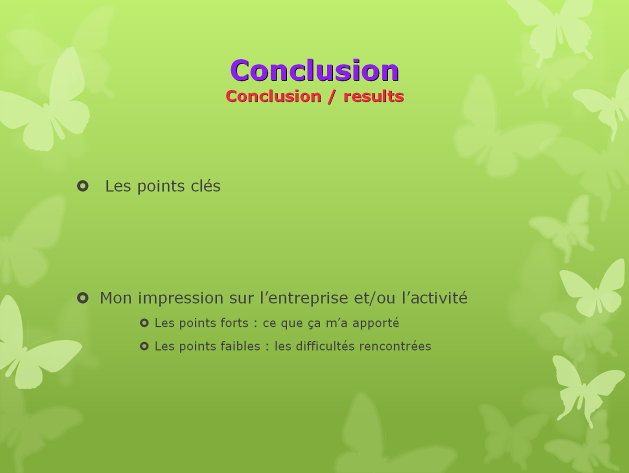 Conclusion
Conclusion / results
Les points clés
Mon impression sur l’entreprise et/ou l’activité
Les points forts : ce que ça m’a apporté
Les points faibles : les difficultés rencontrées